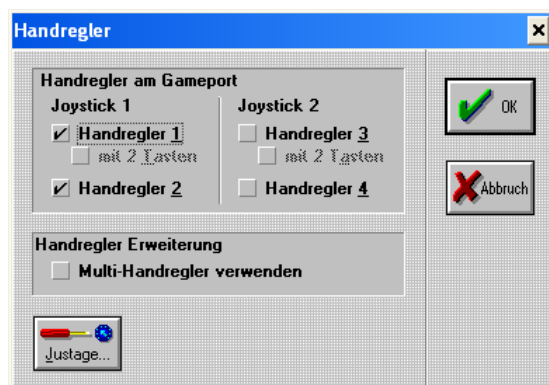 Handregler
Handregler am Gameport
Joystick 1
Joystick 2
Handregler 1
Handregler 3
mit 2 Tasten
mit 2 Tasten
Handregler 2
Handregler 4
OK
Abbruch
Handregler Erweiterung
Multi-Handregler verwenden
Justage...